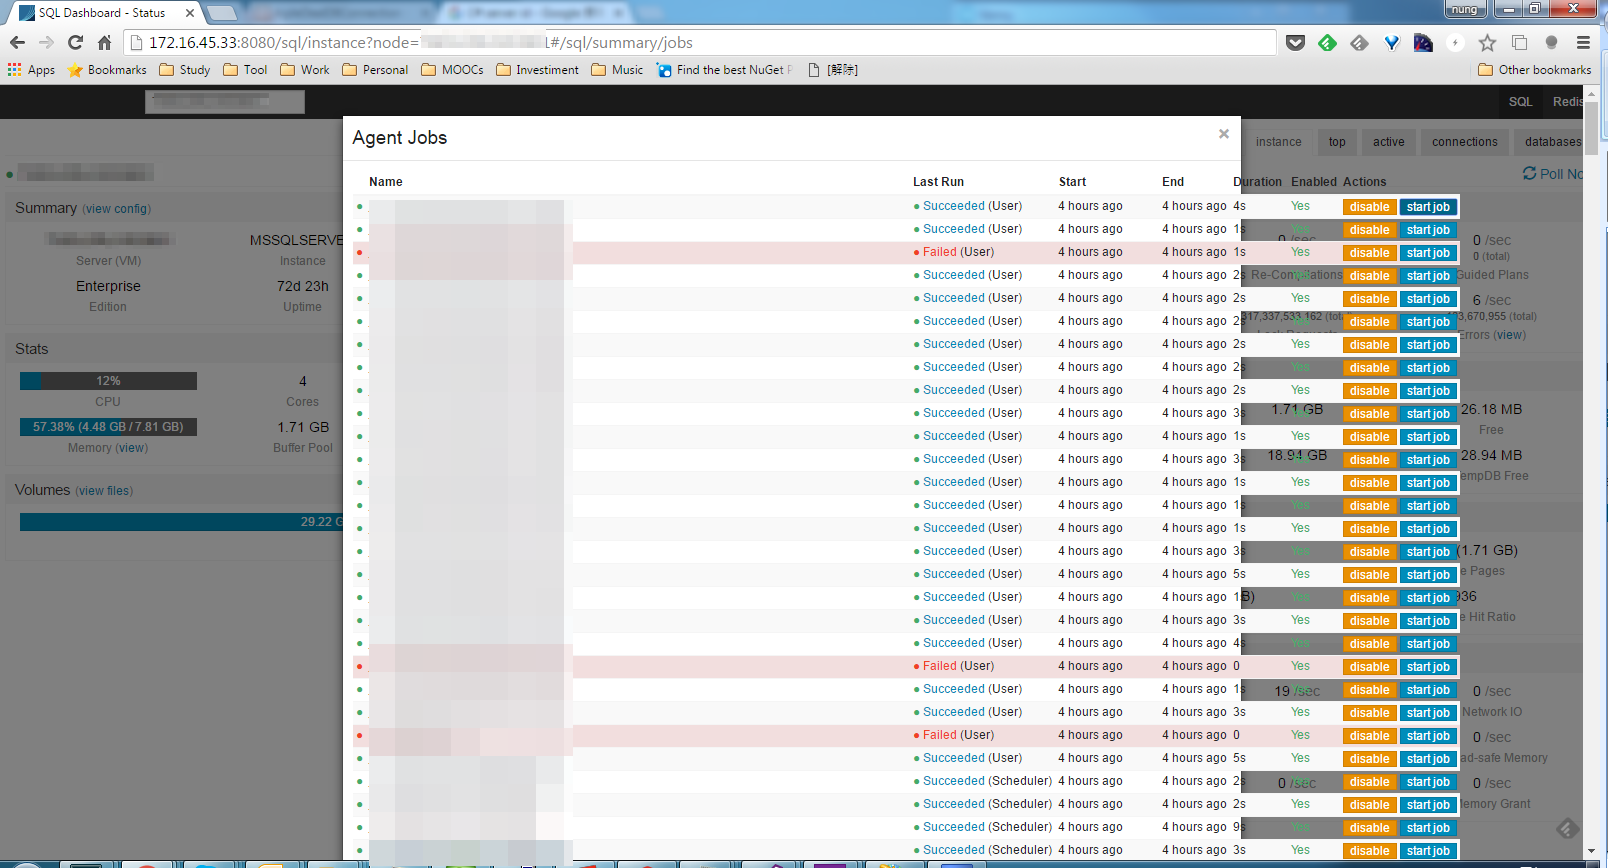 SQL Dashboard - Status
nung
172.16.45.33:8080/sql/instance?node= 1#/sql/summary/jobs
Apps Bookmarks Study Tool Work Personal MOOCs Investiment Music Find the best NuGet P [解除] Other bookmarks
SQL Redis
Agent Jobs ×
instance top active connections databases
Poll No
Summary (view config)
MSSQLSERVE
Server (VM) Instance
Enterprise 72d 23h
Edition Uptime
Stats
12% 4
CPU Cores
57.38% (4.48 GB / 7.81 GB) 1.71 GB
Memory (view) Buffer Pool
Volumes (view files)
29.22 G
Name Last Run Start End Duration Enabled Actions
Succeeded (User) 4 hours ago 4 hours ago 4s Yes disable start job
Succeeded (User) 4 hours ago 4 hours ago 1s Yes disable start job
Failed (User) 4 hours ago 4 hours ago 1s Yes disable start job
Succeeded (User) 4 hours ago 4 hours ago 2s Yes disable start job
Succeeded (User) 4 hours ago 4 hours ago 2s Yes disable start job
Succeeded (User) 4 hours ago 4 hours ago 2s Yes disable start job
Succeeded (User) 4 hours ago 4 hours ago 2s Yes disable start job
Succeeded (User) 4 hours ago 4 hours ago 2s Yes disable start job
Succeeded (User) 4 hours ago 4 hours ago 2s Yes disable start job
Succeeded (User) 4 hours ago 4 hours ago 3s Yes disable start job
Succeeded (User) 4 hours ago 4 hours ago 1s Yes disable start job
Succeeded (User) 4 hours ago 4 hours ago 3s Yes disable start job
Succeeded (User) 4 hours ago 4 hours ago 1s Yes disable start job
Succeeded (User) 4 hours ago 4 hours ago 1s Yes disable start job
Succeeded (User) 4 hours ago 4 hours ago 1s Yes disable start job
Succeeded (User) 4 hours ago 4 hours ago 3s Yes disable start job
Succeeded (User) 4 hours ago 4 hours ago 5s Yes disable start job
Succeeded (User) 4 hours ago 4 hours ago 1s Yes disable start job
Succeeded (User) 4 hours ago 4 hours ago 3s Yes disable start job
Succeeded (User) 4 hours ago 4 hours ago 4s Yes disable start job
Failed (User) 4 hours ago 4 hours ago 0 Yes disable start job
Succeeded (User) 4 hours ago 4 hours ago 1s Yes disable start job
Succeeded (User) 4 hours ago 4 hours ago 3s Yes disable start job
Failed (User) 4 hours ago 4 hours ago 0 Yes disable start job
Succeeded (User) 4 hours ago 4 hours ago 5s Yes disable start job
Succeeded (Scheduler) 4 hours ago 4 hours ago 2s Yes disable start job
Succeeded (Scheduler) 4 hours ago 4 hours ago 2s Yes disable start job
Succeeded (Scheduler) 4 hours ago 4 hours ago 9s Yes disable start job
Succeeded (Scheduler) 4 hours ago 4 hours ago 3s Yes disable start job
0 /sec 0 /sec
0 (total)
Re-Compilations Guided Plans
6 /sec
317,337,533,162 (total) 3,670,955 (total)
Errors (view)
1.71 GB 26.18 MB
Free
18.94 GB 28.94 MB
empDB Free
(1.71 GB)
e Pages
B) 936
e Hit Ratio
19 /sec 0 /sec
Network IO
0 /sec
ad-safe Memory
0 /sec 0 /sec
Memory Grant